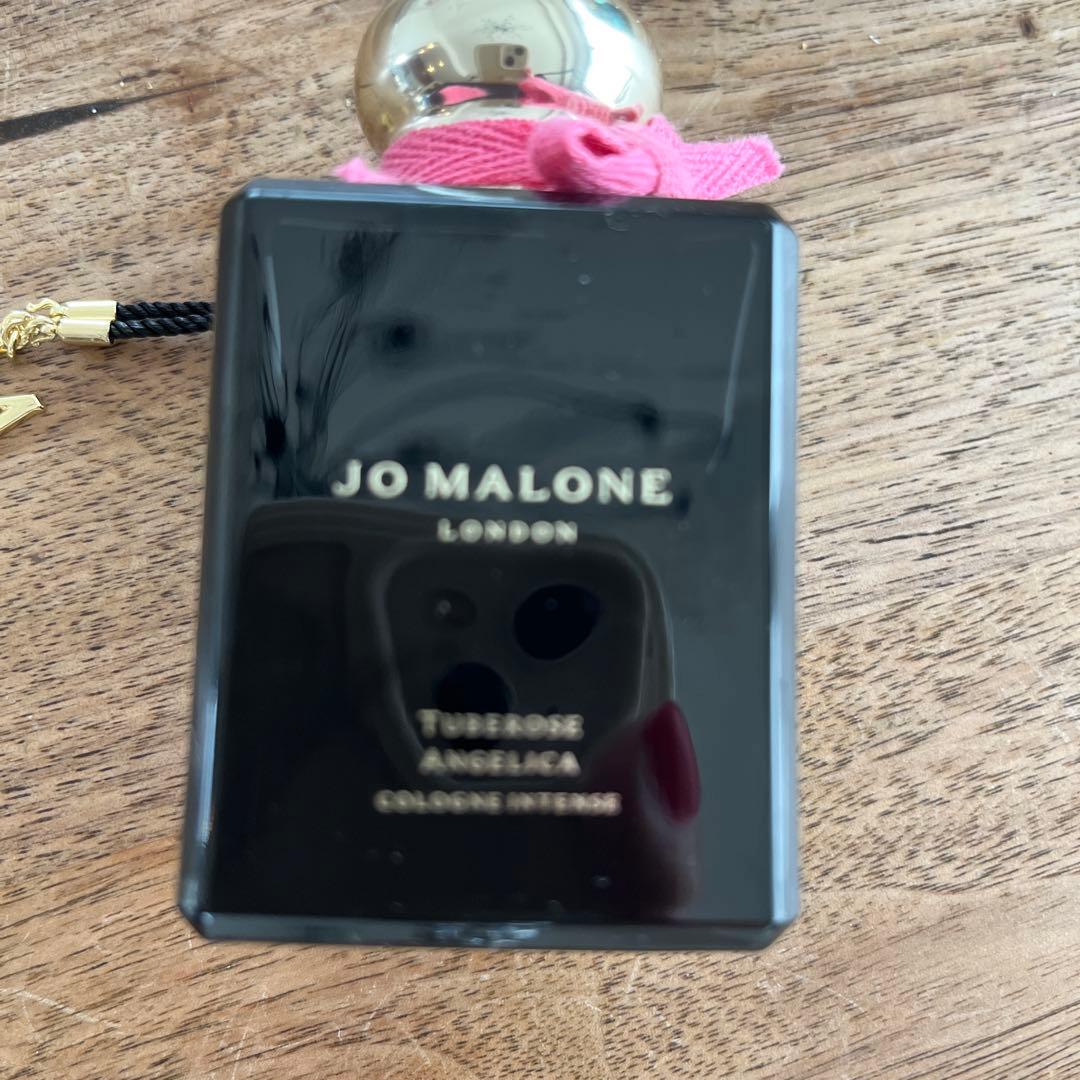 JO MALONE
LONDON
TUBEROSE
ANGELICA
COLOGNE INTENSE